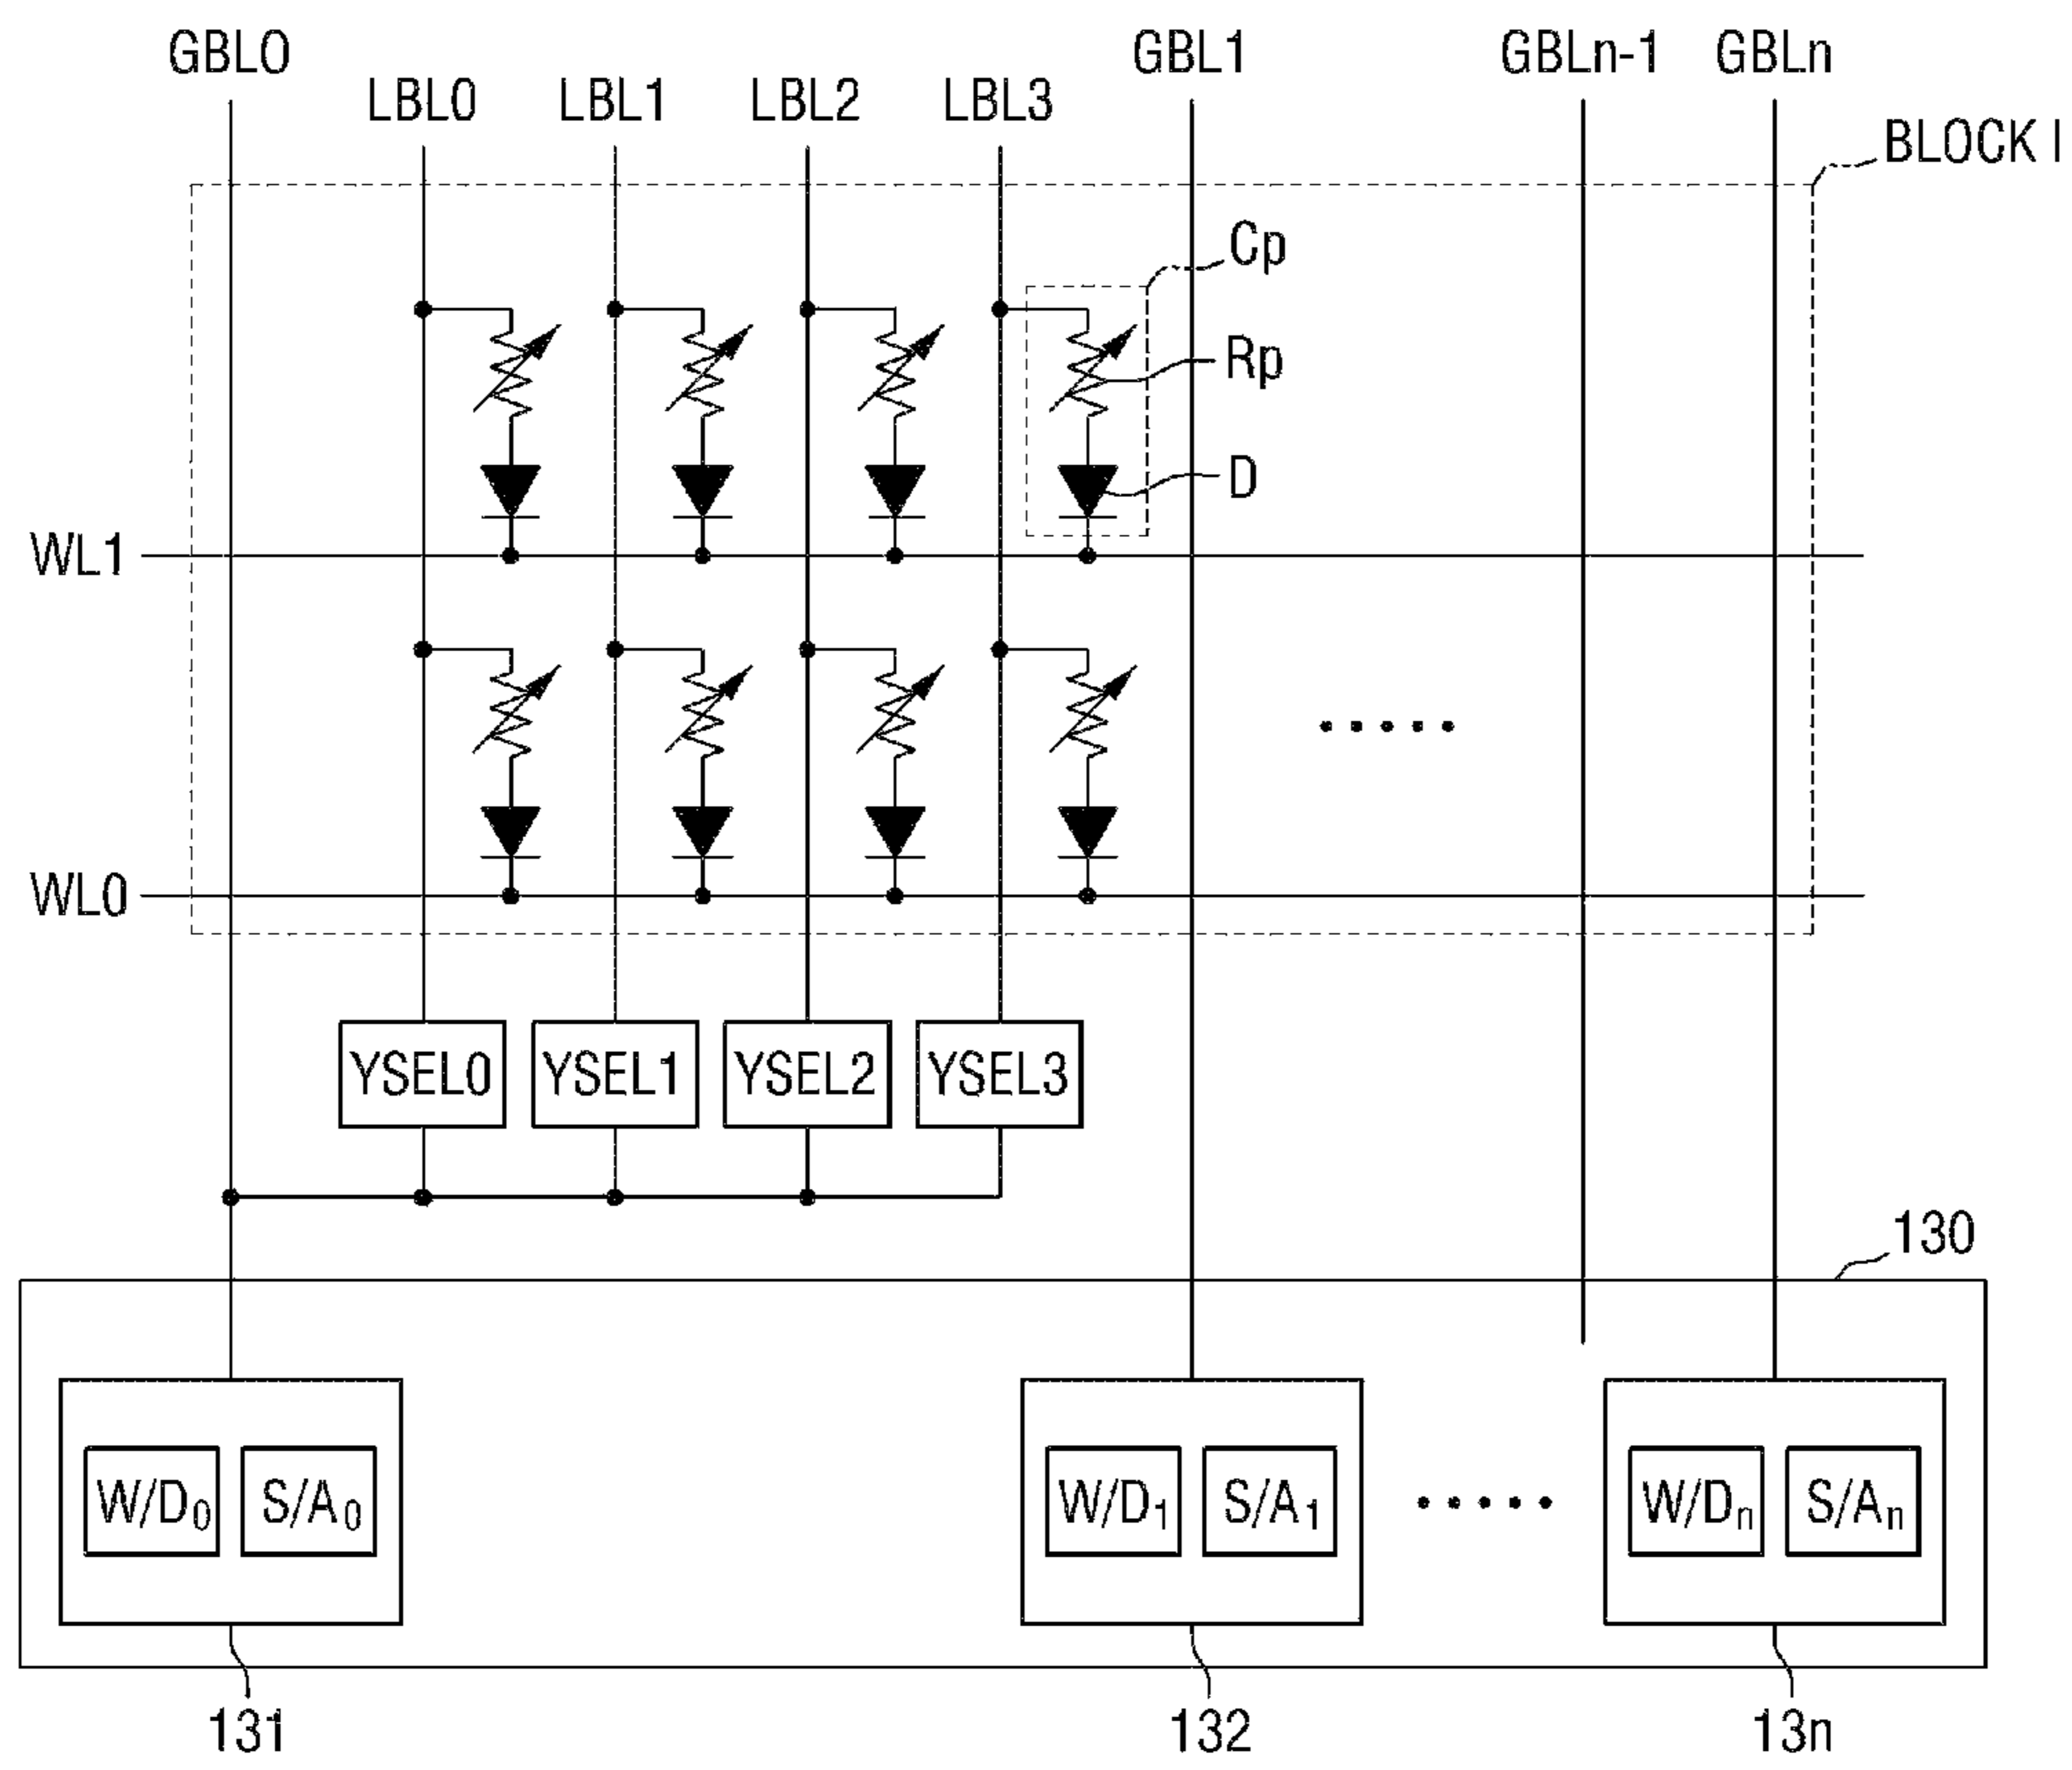 GBL0 GBL1 GBLn-1 GBLn
LBL0 LBL1 LBL2 LBL3
BLOCK I
Cp
Rp
D
WL1
WL0
YSEL0 YSEL1 YSEL2 YSEL3
130
W/D0 S/A0 W/D1 S/A1 W/Dn S/An
131 132 13n